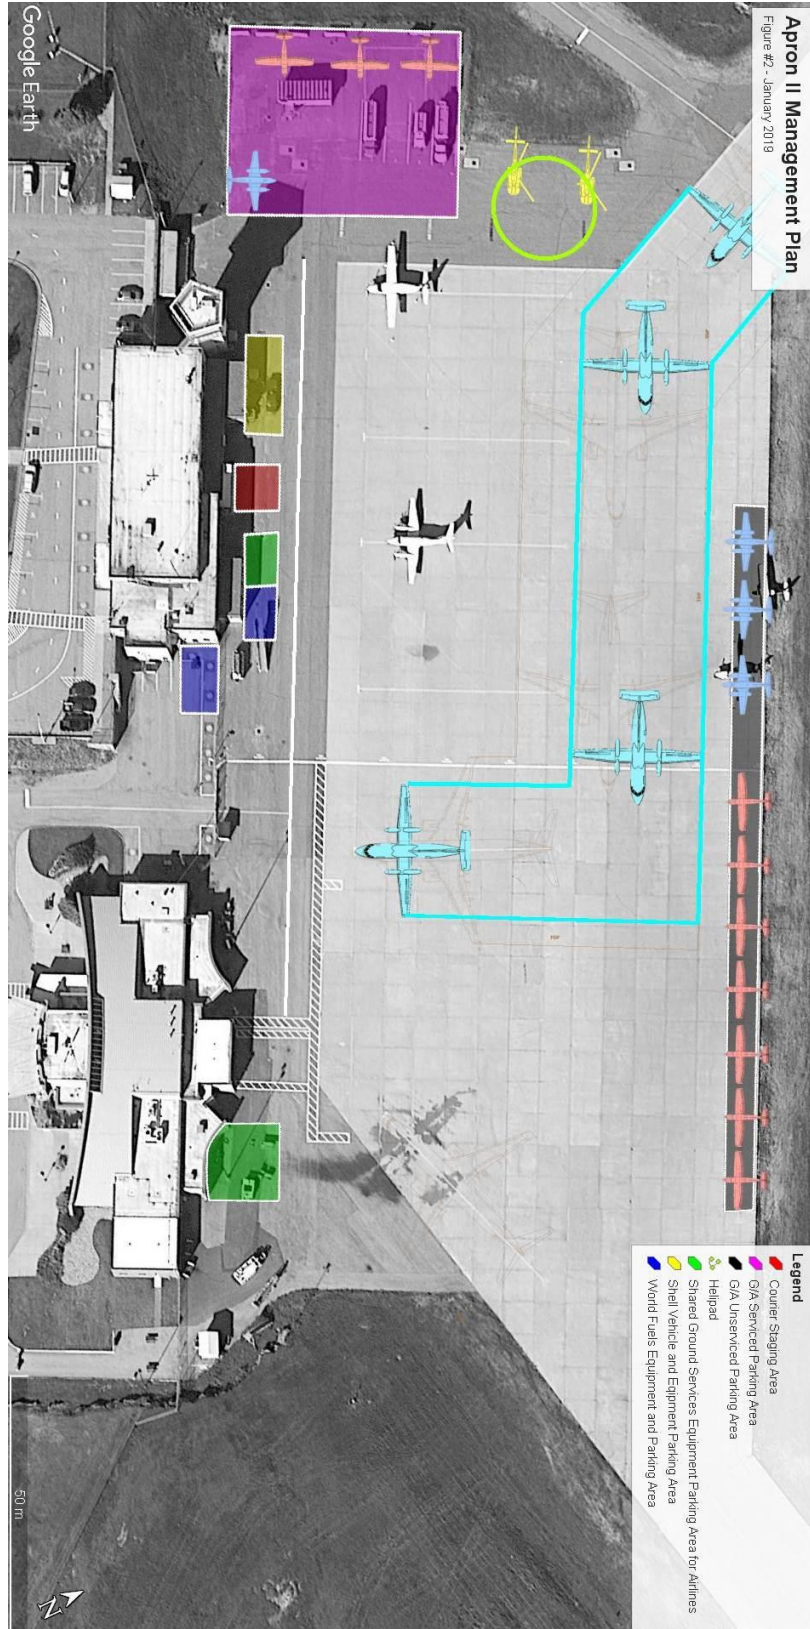 Apron II Management Plan
Figure #2 - January 2019
Legend
Courier Staging Area
G/A Serviced Parking Area
G/A Unserviced Parking Area
Helipad
Shared Ground Services Equipment Parking Area for Airlines
Shell Vehicle and Eqipment Parking Area
World Fuels Equipment and Parking Area
Google Earth
50 m
N